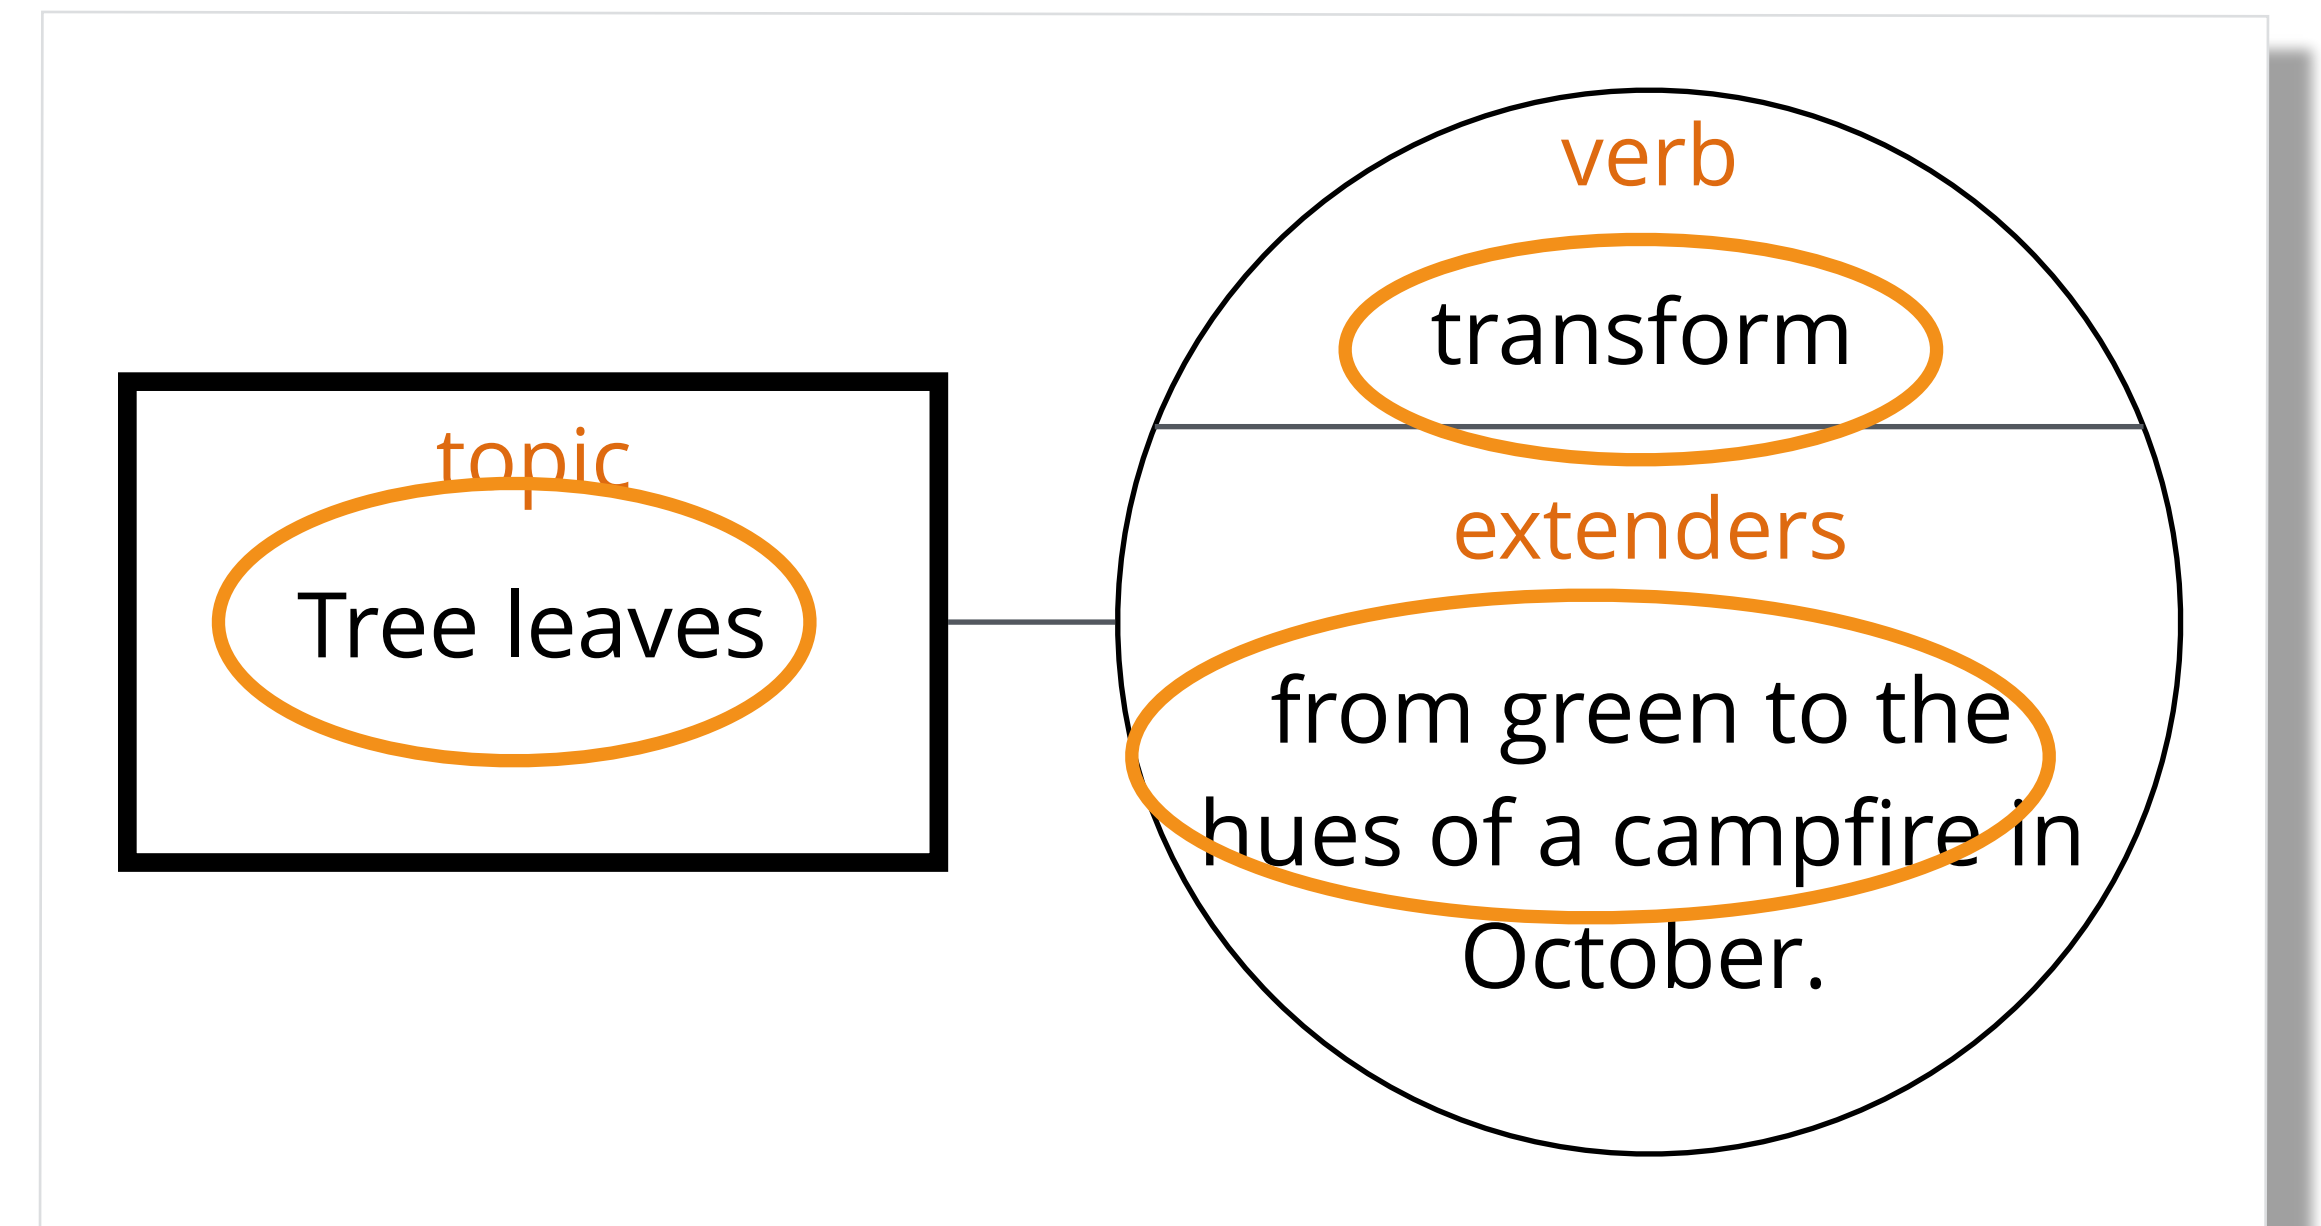 topic
Tree leaves
verb
transform
extenders
from green to the
hues of a campfire in
October.